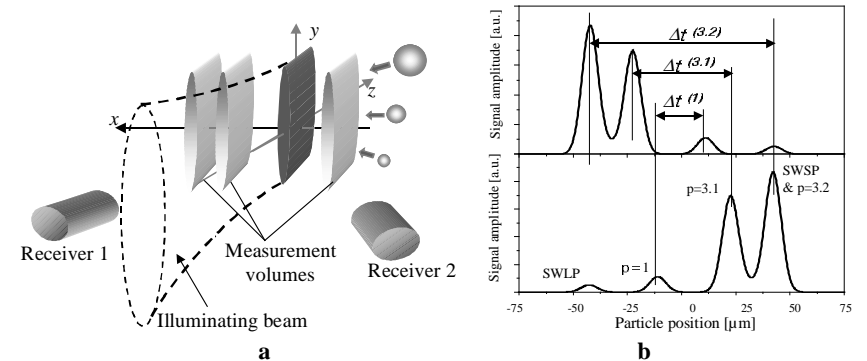 y
z
x
Receiver 1
Measurement
volumes
Receiver 2
Illuminating beam
a
Signal amplitude [a.u.]
Δt (3.2)
Δt (3.1)
Δt (1)
Signal amplitude [a.u.]
SWSP
& p=3.2
p=3.1
p=1
SWLP
-75 -50 -25 0 25 50 75
Particle position [µm]
b